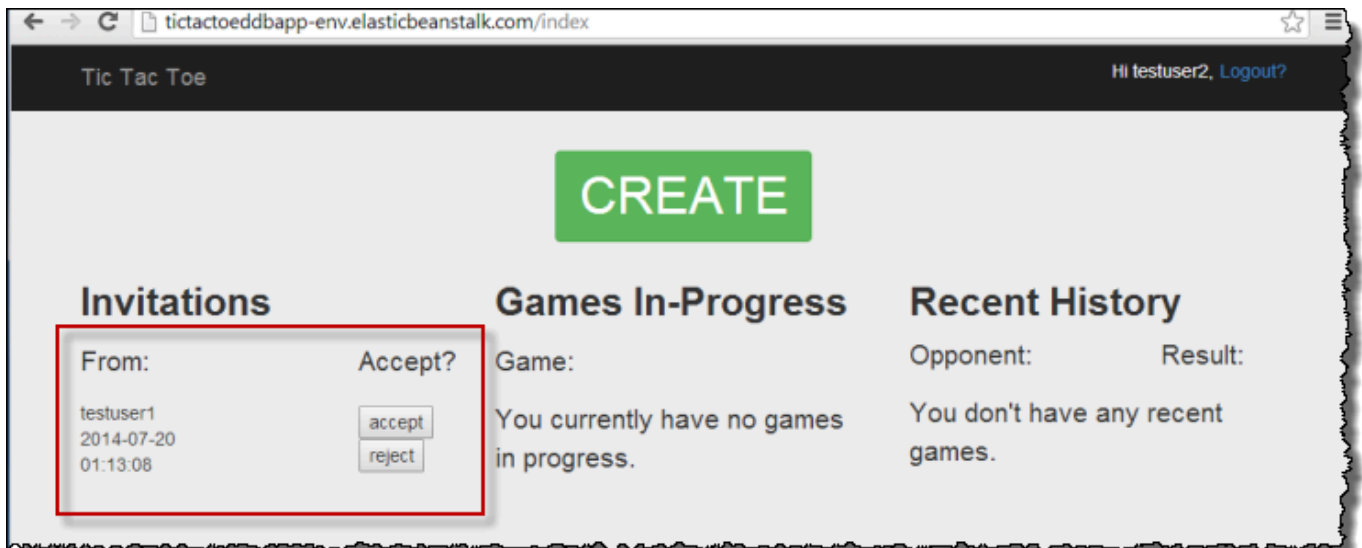 tictactoeddbapp-env.elasticbeanstalk.com/index
Tic Tac Toe
Hi testuser2, Logout?
CREATE
Invitations
From:
Accept?
testuser1
2014-07-20
01:13:08
accept
reject
Games In-Progress
Game:
You currently have no games
in progress.
Recent History
Opponent:
Result:
You don't have any recent
games.